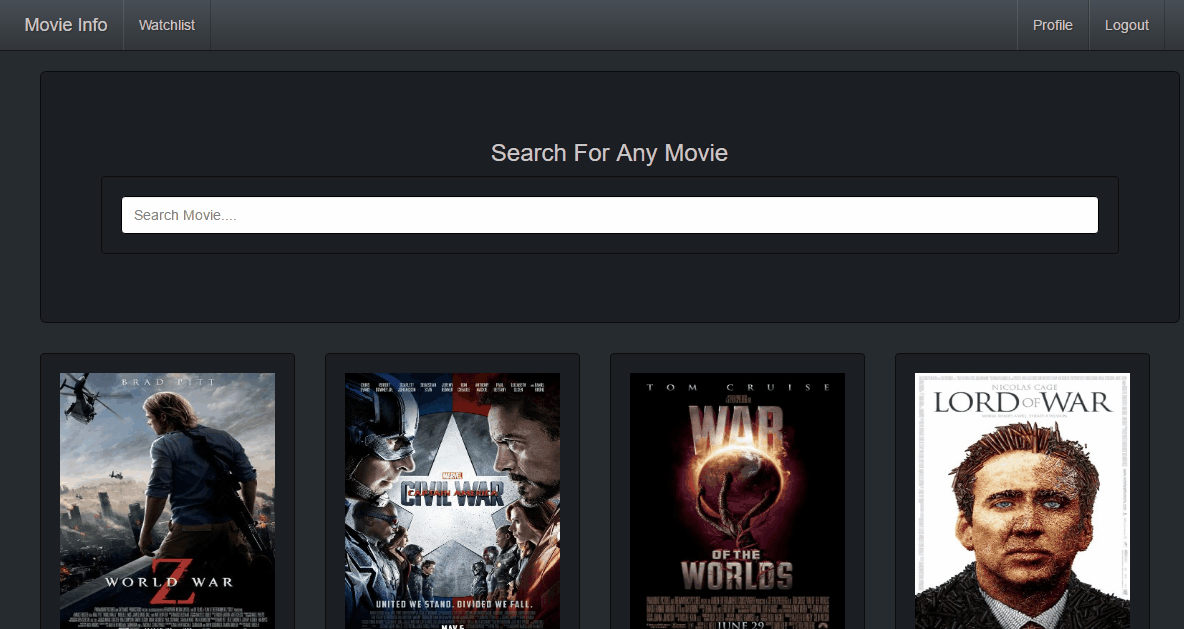 Movie Info
Watchlist
Profile
Logout
Search For Any Movie
Search Movie....
BRAD PITT
WORLD WAR
Z
MARVEL
CAPTAIN AMERICA
CIVIL WAR
UNITED WE STAND. DIVIDED WE FALL.
MAY 6
TOM CRUISE
WAR
OF THE
WORLDS
JUNE 29
NICOLAS CAGE
LORD OF WAR